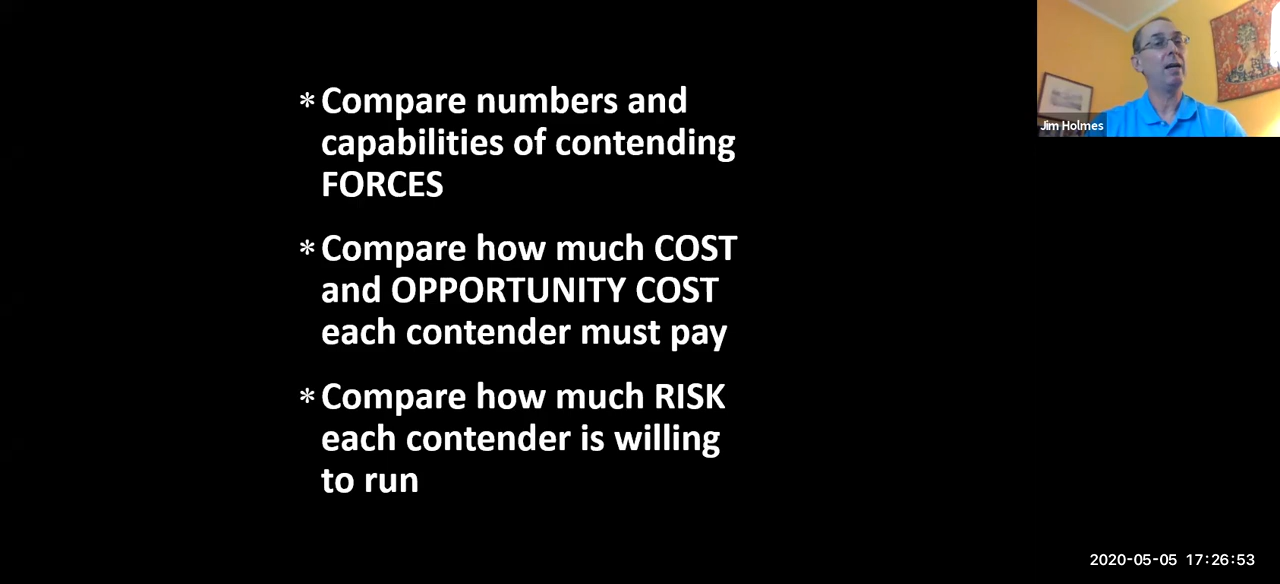 * Compare numbers and
capabilities of contending
FORCES
* Compare how much COST
and OPPORTUNITY COST
each contender must pay
* Compare how much RISK
each contender is willing
to run
Jim Holmes
2020-05-05 17:26:53